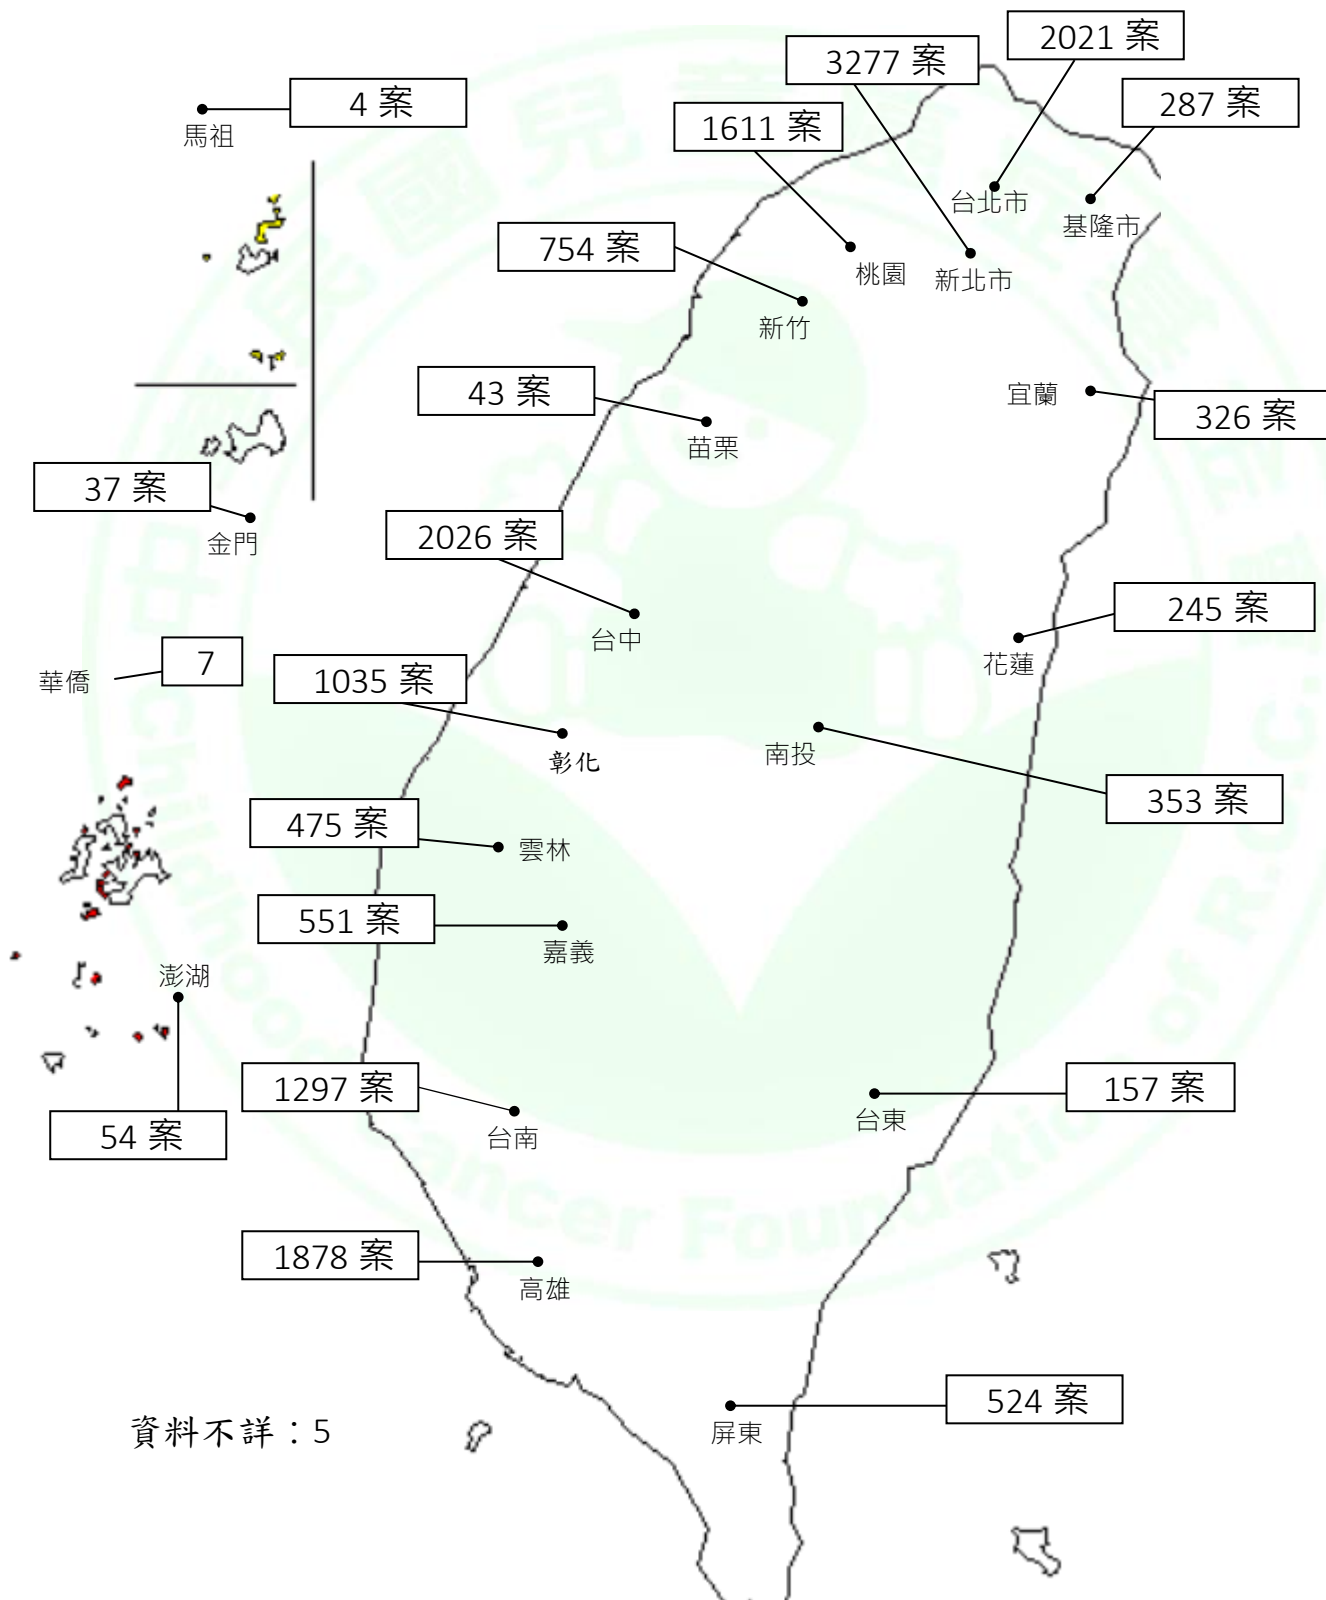 2021 案
3277 案
4 案
287 案
馬祖
1611 案
台北市
基隆市
754 案
桃園
新北市
新竹
43 案
宜蘭
326 案
苗栗
37 案
金門
2026 案
245 案
台中
花蓮
華僑
7
1035 案
彰化
南投
353 案
475 案
雲林
551 案
嘉義
澎湖
1297 案
157 案
54 案
台南
台東
1878 案
高雄
524 案
資料不詳：5
屏東